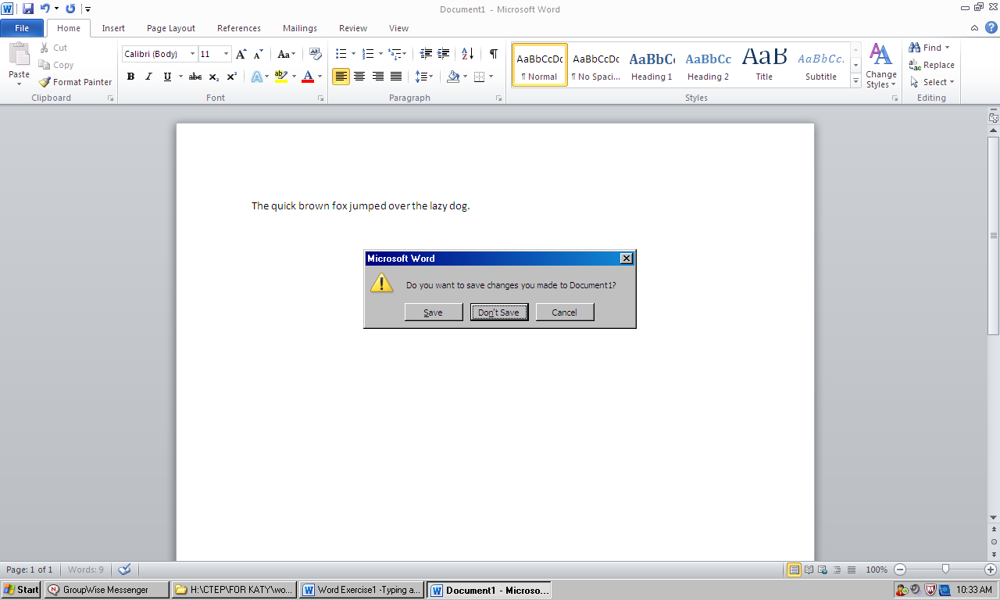 Document1 - Microsoft Word
File Home Insert Page Layout References Mailings Review View
Paste
Cut
Copy
Format Painter
Clipboard
Calibri (Body) 11
Font
Paragraph
AaBbCcDc AaBbCcDc AaBbCc AaBbCc AaB AaBbCc.
¶ Normal ¶ No Spaci... Heading 1 Heading 2 Title Subtitle
Change
Styles
Styles
Find
Replace
Select
Editing
The quick brown fox jumped over the lazy dog.
Microsoft Word
Do you want to save changes you made to Document1?
Save Don't Save Cancel
Page: 1 of 1 Words: 9 100%
Start GroupWise Messenger H:\CTEP\FOR KATY\wo... Word Exercise1 -Typing a... Document1 - Microso... 10:33 AM